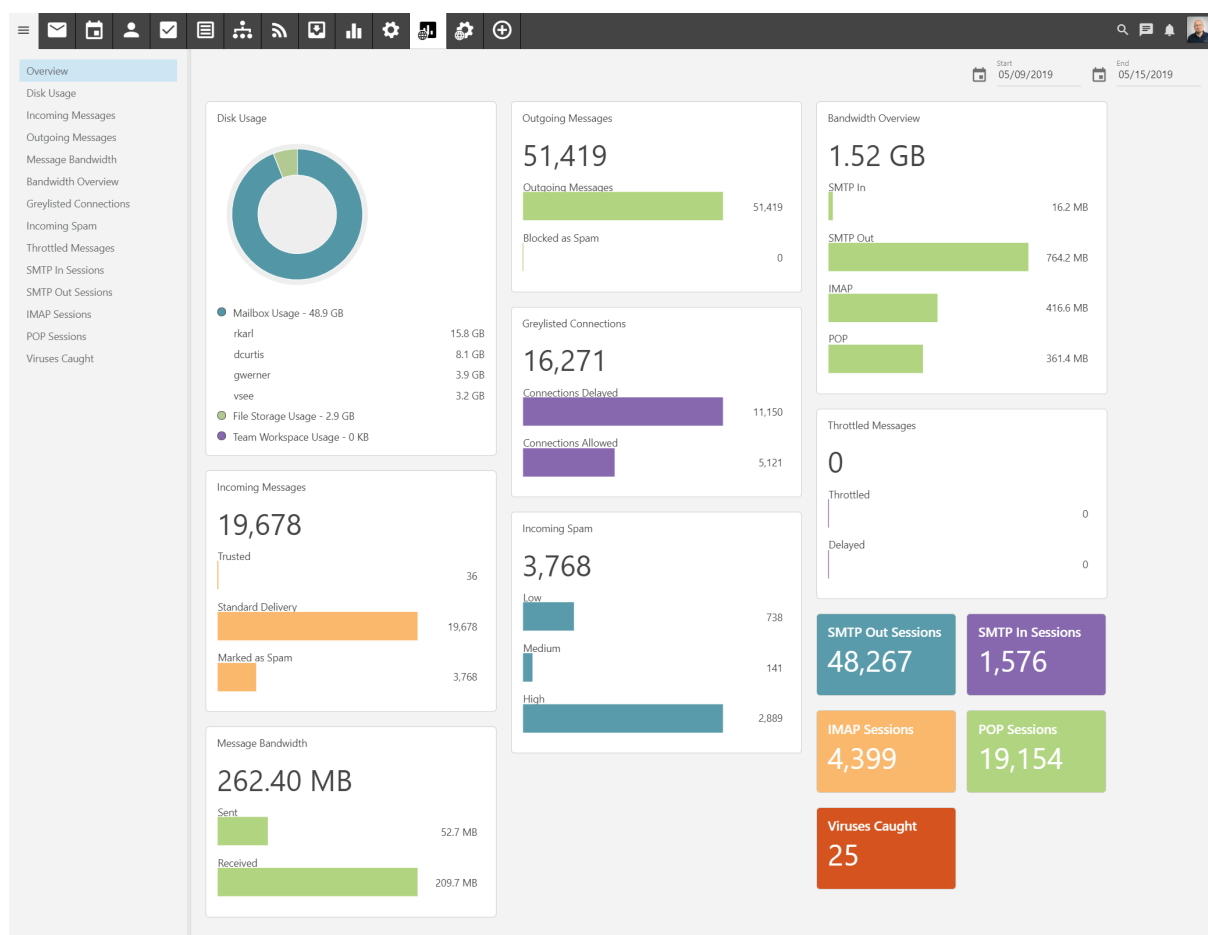 Start
05/09/2019
End
05/15/2019
Overview
Disk Usage
Incoming Messages
Outgoing Messages
Message Bandwidth
Bandwidth Overview
Greylisted Connections
Incoming Spam
Throttled Messages
SMTP In Sessions
SMTP Out Sessions
IMAP Sessions
POP Sessions
Viruses Caught
Disk Usage
Mailbox Usage - 48.9 GB
rkarl 15.8 GB
dcurtis 8.1 GB
gwerner 3.9 GB
vsee 3.2 GB
File Storage Usage - 2.9 GB
Team Workspace Usage - 0 KB
Incoming Messages
19,678
Trusted
36
Standard Delivery
19,678
Marked as Spam
3,768
Message Bandwidth
262.40 MB
Sent
52.7 MB
Received
209.7 MB
Outgoing Messages
51,419
Outgoing Messages
51,419
Blocked as Spam
0
Greylisted Connections
16,271
Connections Delayed
11,150
Connections Allowed
5,121
Incoming Spam
3,768
Low
738
Medium
141
High
2,889
Bandwidth Overview
1.52 GB
SMTP In
16.2 MB
SMTP Out
764.2 MB
IMAP
416.6 MB
POP
361.4 MB
Throttled Messages
0
Throttled
0
Delayed
0
SMTP Out Sessions
48,267
SMTP In Sessions
1,576
IMAP Sessions
4,399
POP Sessions
19,154
Viruses Caught
25